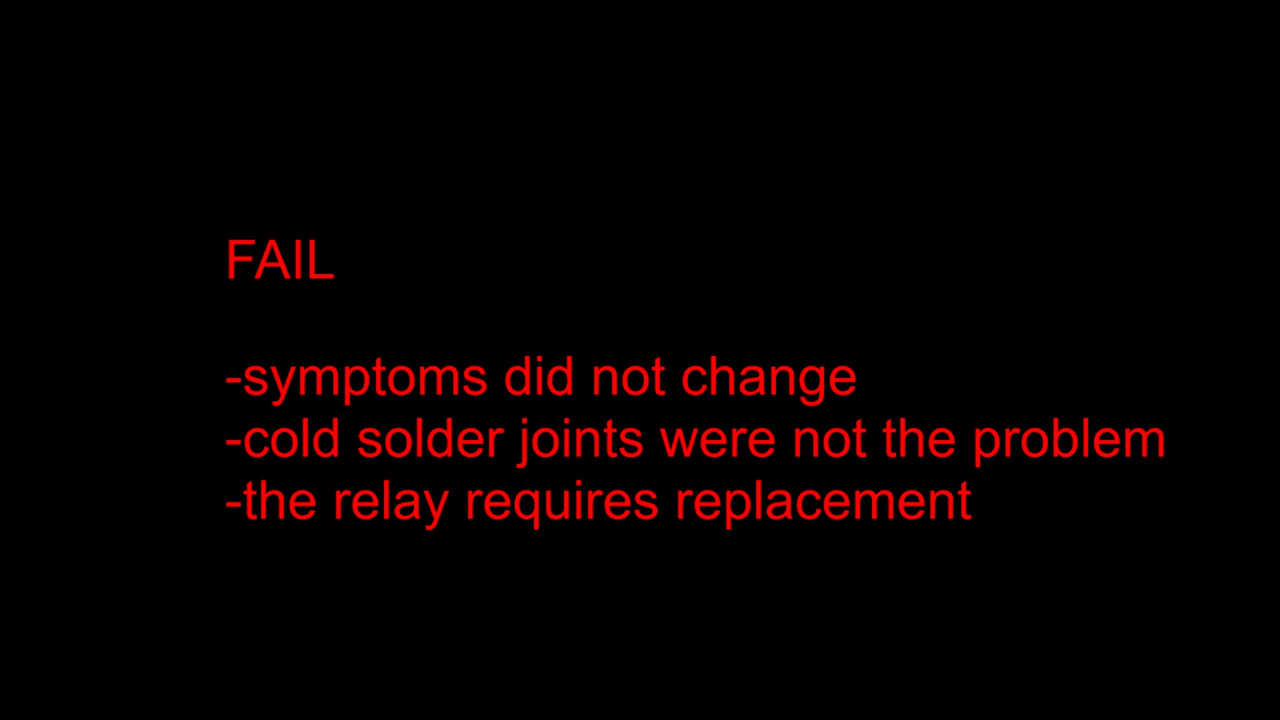 FAIL
-symptoms did not change
-cold solder joints were not the problem
-the relay requires replacement